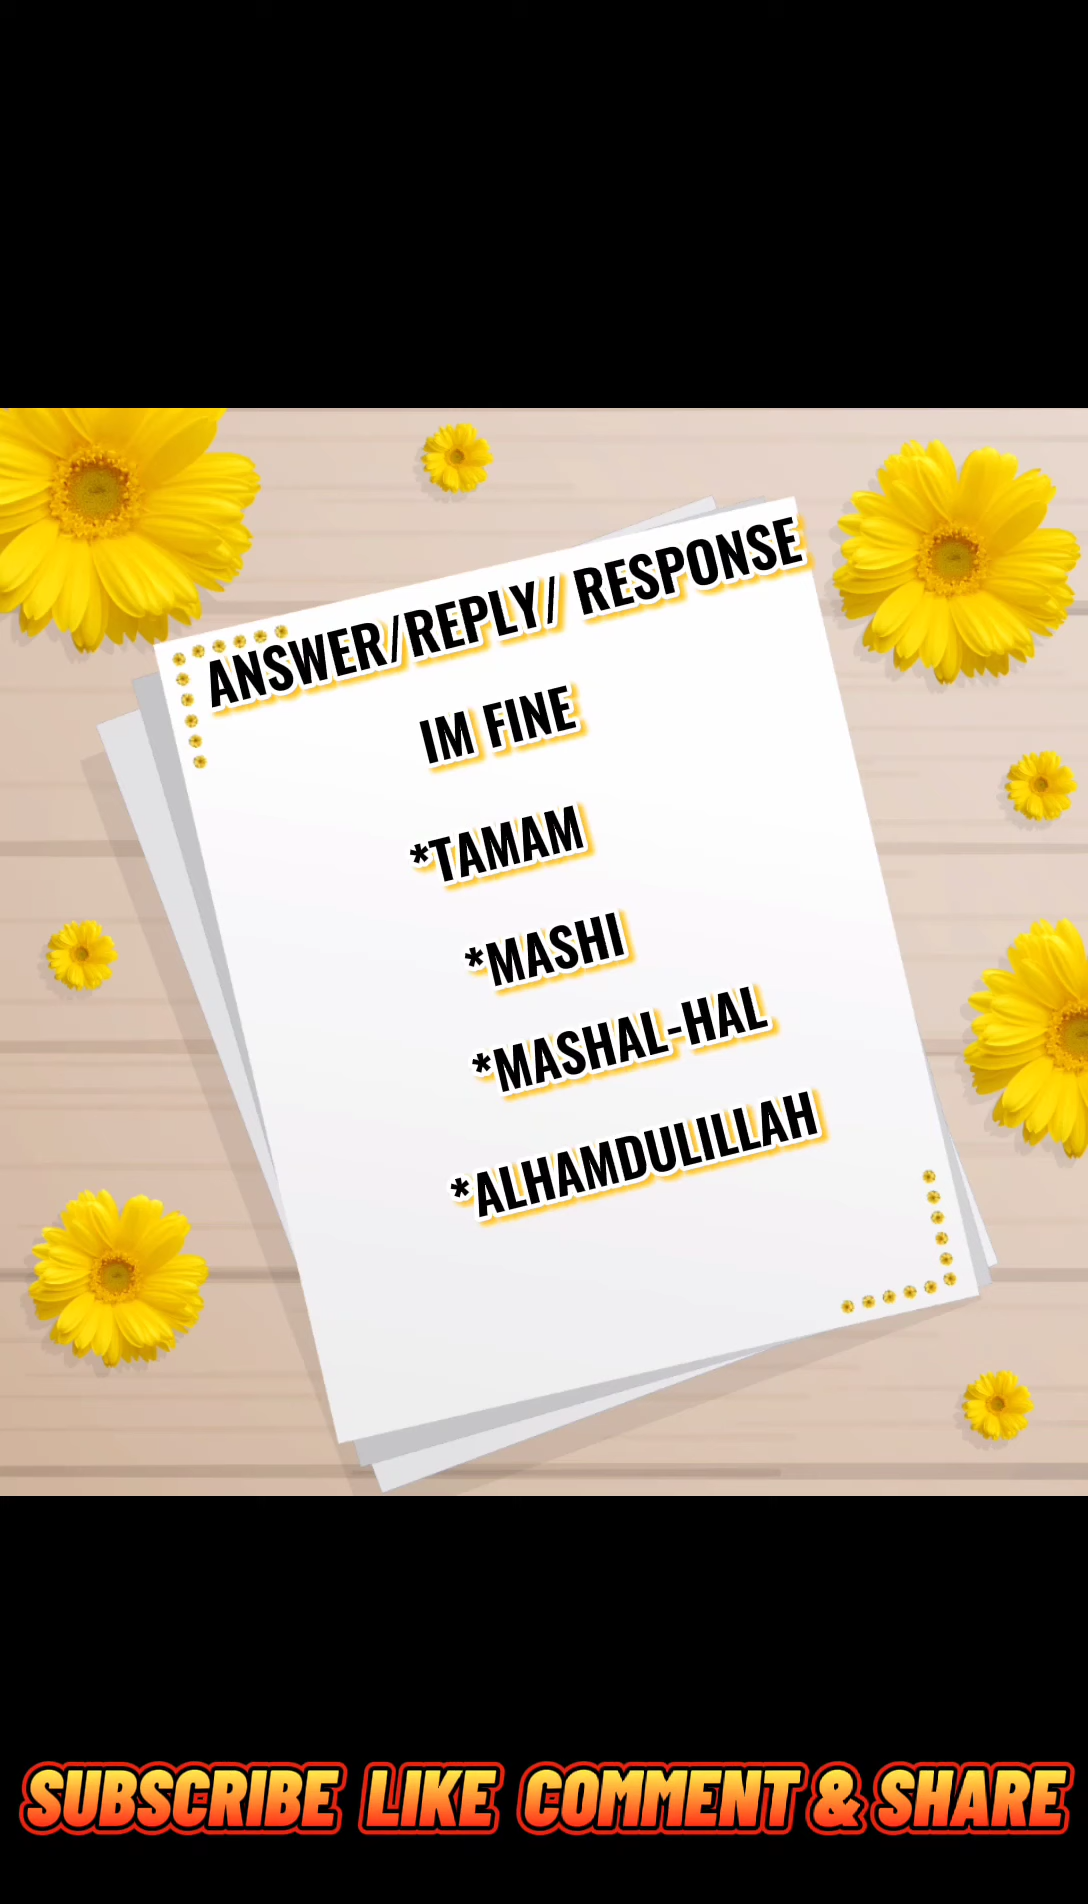 ANSWER/REPLY/ RESPONSE
IM FINE
*TAMAM
*MASHI
*MASHAL-HAL
*ALHAMDULILLAH
SUBSCRIBE LIKE COMMENT & SHARE